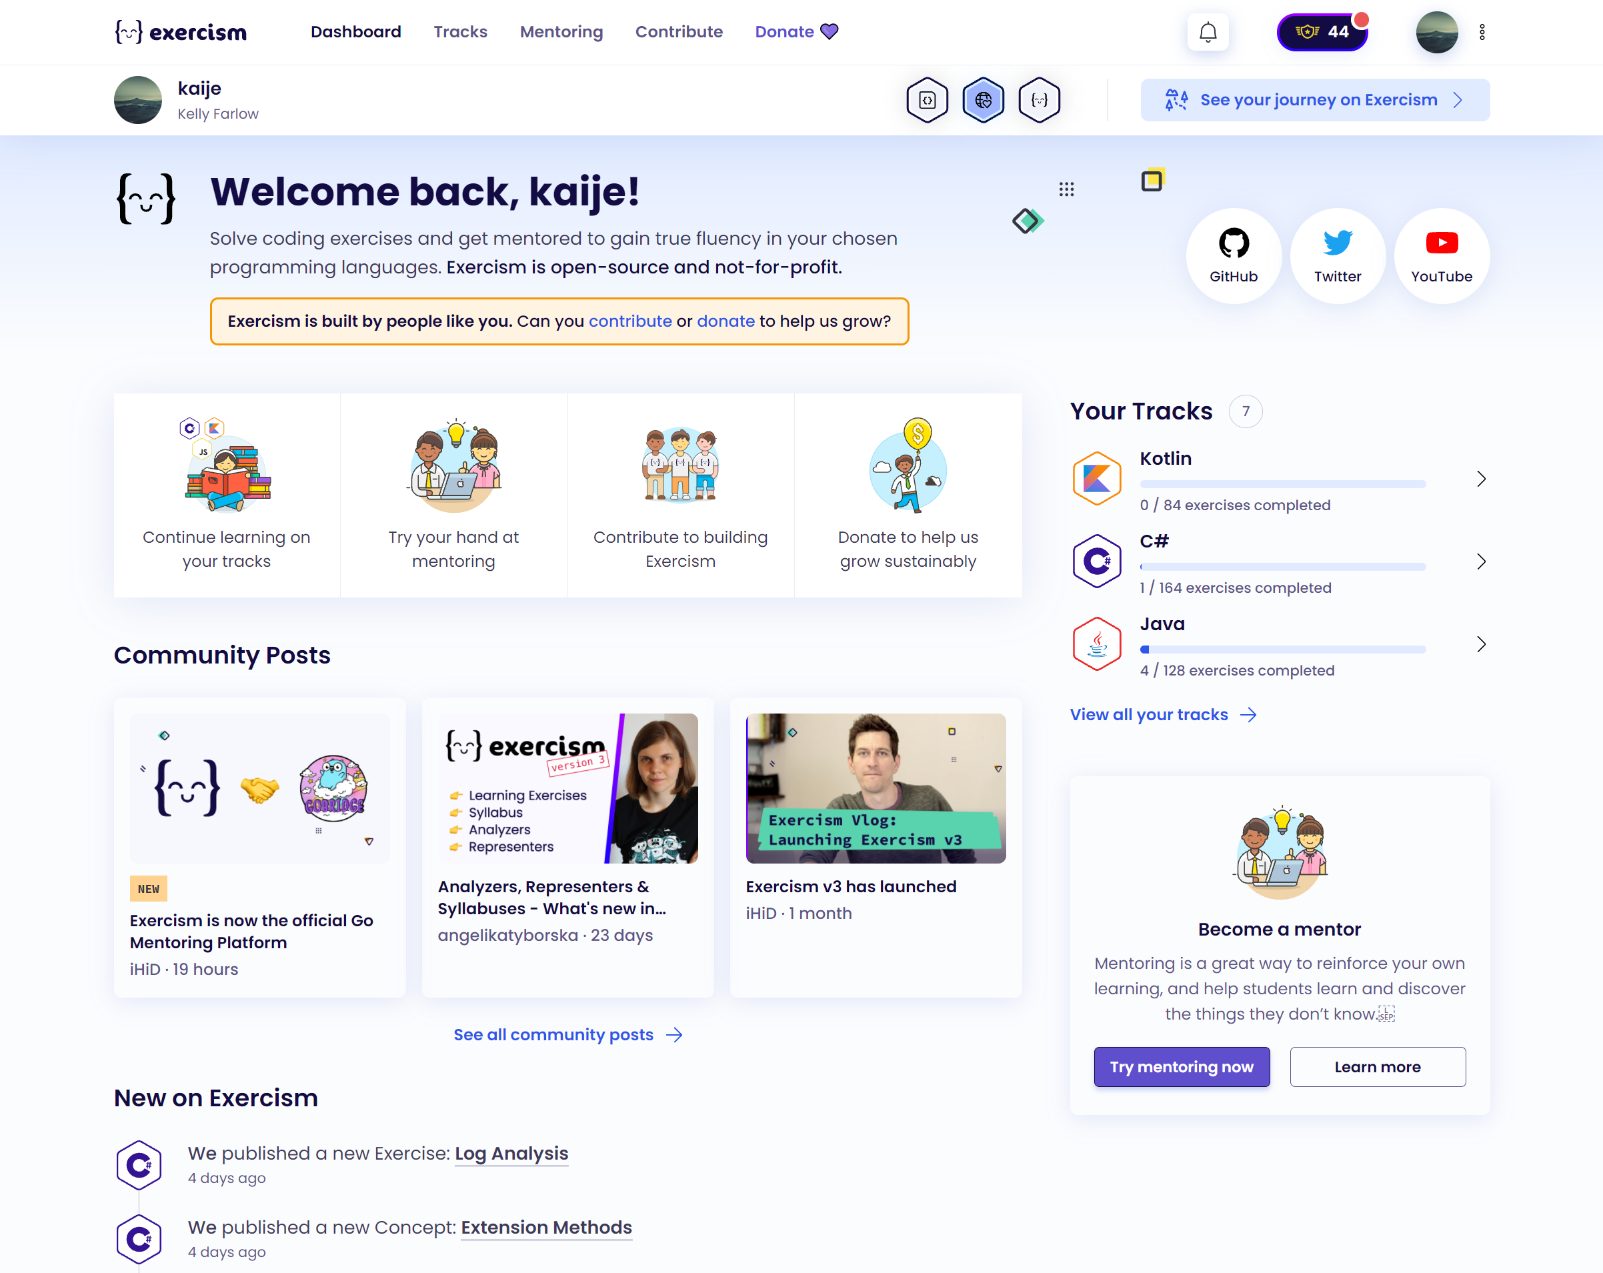 exercism
Dashboard
Tracks
Mentoring
Contribute
Donate
44
kaije
Kelly Farlow
See your journey on Exercism
Welcome back, kaije!
Solve coding exercises and get mentored to gain true fluency in your chosen
programming languages. Exercism is open-source and not-for-profit.
Exercism is built by people like you. Can you contribute or donate to help us grow?
GitHub
Twitter
YouTube
JS
Continue learning on
your tracks
Try your hand at
mentoring
Contribute to building
Exercism
Donate to help us
grow sustainably
Your Tracks 7
Kotlin
0 / 84 exercises completed
C#
1 / 164 exercises completed
Java
4 / 128 exercises completed
View all your tracks
Community Posts
GOBRIDGE
NEW
Exercism is now the official Go
Mentoring Platform
iHiD · 19 hours
exercism
version 3
Learning Exercises
Syllabus
Analyzers
Representers
Analyzers, Representers &
Syllabuses - What's new in...
angelikatyborska · 23 days
Exercism Vlog:
Launching Exercism v3
Exercism v3 has launched
iHiD · 1 month
See all community posts
Become a mentor
Mentoring is a great way to reinforce your own
learning, and help students learn and discover
the things they don’t know.
Try mentoring now
Learn more
New on Exercism
We published a new Exercise: Log Analysis
4 days ago
We published a new Concept: Extension Methods
4 days ago